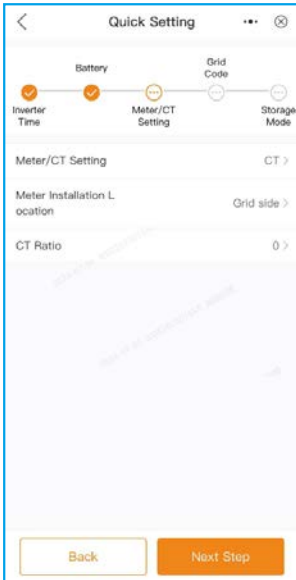 Quick Setting
Battery
Grid
Code
Inverter
Time
Meter/CT
Setting
Storage
Mode
Meter/CT Setting
CT
Meter Installation L
ocation
Grid side
CT Ratio
0
Back
Next Step